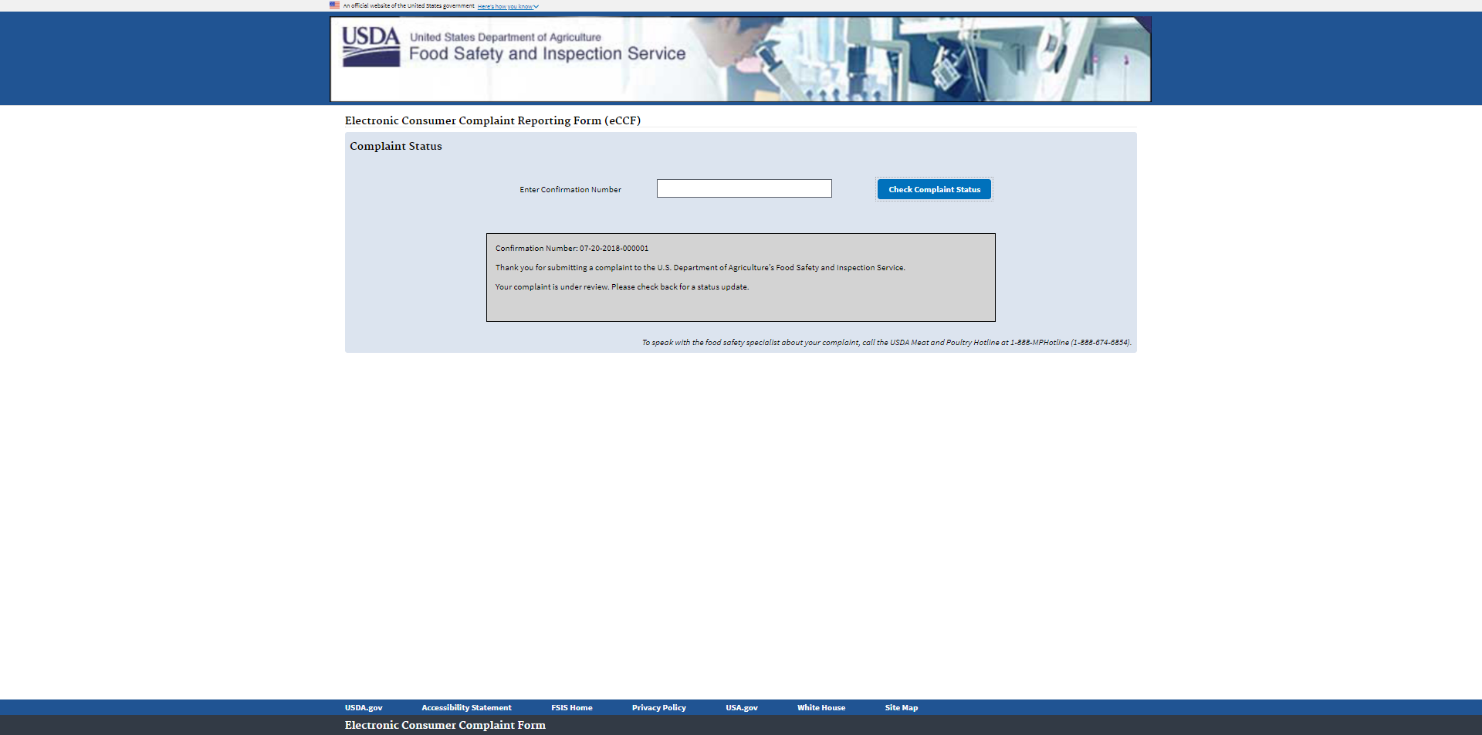 An official website of the United States government Here's how you know
USDA
United States Department of Agriculture
Food Safety and Inspection Service
Electronic Consumer Complaint Reporting Form (eCCF)
Complaint Status
Enter Confirmation Number
Check Complaint Status
Confirmation Number: 07-20-2018-000001
Thank you for submitting a complaint to the U.S. Department of Agriculture's Food Safety and Inspection Service.
Your complaint is under review. Please check back for a status update.
To speak with the food safety specialist about your complaint, call the USDA Meat and Poultry Hotline at 1-888-MPHotline (1-888-674-6854).
USDA.gov Accessibility Statement FSIS Home Privacy Policy USA.gov White House Site Map
Electronic Consumer Complaint Form